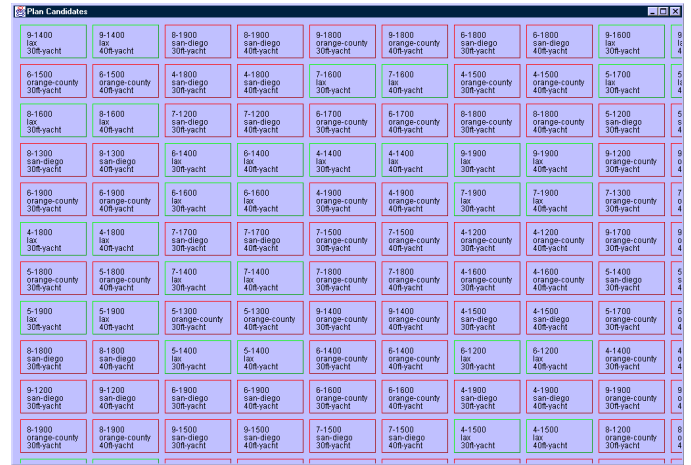 Plan Candidates
9-1400 9-1400 8-1900 8-1900 9-1800 9-1800 6-1800 6-1800 9-1600
lax lax san-diego san-diego orange-county orange-county san-diego san-diego lax
30ft-yacht 40ft-yacht 30ft-yacht 40ft-yacht 30ft-yacht 40ft-yacht 30ft-yacht 40ft-yacht 30ft-yacht
6-1500 6-1500 4-1800 4-1800 7-1600 7-1600 4-1500 4-1500 5-1700
orange-county orange-county san-diego san-diego lax lax orange-county orange-county lax
30ft-yacht 40ft-yacht 30ft-yacht 40ft-yacht 30ft-yacht 40ft-yacht 30ft-yacht 40ft-yacht 30ft-yacht
8-1600 8-1600 7-1200 7-1200 6-1700 6-1700 8-1800 8-1800 5-1200
lax lax san-diego san-diego orange-county orange-county orange-county orange-county san-diego
30ft-yacht 40ft-yacht 30ft-yacht 40ft-yacht 30ft-yacht 40ft-yacht 30ft-yacht 40ft-yacht 30ft-yacht
8-1300 8-1300 6-1400 6-1400 4-1400 4-1400 9-1900 9-1900 9-1200
san-diego san-diego lax lax lax lax lax lax orange-county
30ft-yacht 40ft-yacht 30ft-yacht 40ft-yacht 30ft-yacht 40ft-yacht 30ft-yacht 40ft-yacht 30ft-yacht
6-1900 6-1900 6-1600 6-1600 4-1900 4-1900 7-1900 7-1900 7-1300
orange-county orange-county lax lax orange-county orange-county lax lax orange-county
30ft-yacht 40ft-yacht 30ft-yacht 40ft-yacht 30ft-yacht 40ft-yacht 30ft-yacht 40ft-yacht 30ft-yacht
4-1800 4-1800 7-1700 7-1700 7-1500 7-1500 4-1200 4-1200 9-1700
lax lax san-diego san-diego orange-county orange-county orange-county orange-county orange-county
30ft-yacht 40ft-yacht 30ft-yacht 40ft-yacht 30ft-yacht 40ft-yacht 30ft-yacht 40ft-yacht 30ft-yacht
5-1800 5-1800 7-1400 7-1400 7-1800 7-1800 4-1600 4-1600 5-1400
orange-county orange-county lax lax orange-county orange-county orange-county orange-county san-diego
30ft-yacht 40ft-yacht 30ft-yacht 40ft-yacht 30ft-yacht 40ft-yacht 30ft-yacht 40ft-yacht 30ft-yacht
5-1900 5-1900 5-1300 5-1300 9-1400 9-1400 4-1500 4-1500 5-1700
lax lax orange-county orange-county orange-county orange-county san-diego san-diego orange-county
30ft-yacht 40ft-yacht 30ft-yacht 40ft-yacht 30ft-yacht 40ft-yacht 30ft-yacht 40ft-yacht 30ft-yacht
8-1800 8-1800 5-1400 5-1400 6-1400 6-1400 6-1200 6-1200 4-1400
san-diego san-diego lax lax orange-county orange-county lax lax orange-county
30ft-yacht 40ft-yacht 30ft-yacht 40ft-yacht 30ft-yacht 40ft-yacht 30ft-yacht 40ft-yacht 30ft-yacht
9-1200 9-1200 6-1900 6-1900 6-1600 6-1600 4-1900 4-1900 9-1900
san-diego san-diego san-diego san-diego orange-county orange-county san-diego san-diego orange-county
30ft-yacht 40ft-yacht 30ft-yacht 40ft-yacht 30ft-yacht 40ft-yacht 30ft-yacht 40ft-yacht 30ft-yacht
8-1900 8-1900 9-1500 9-1500 7-1500 7-1500 4-1500 4-1500 8-1200
orange-county orange-county san-diego san-diego san-diego san-diego lax lax orange-county
30ft-yacht 40ft-yacht 30ft-yacht 40ft-yacht 30ft-yacht 40ft-yacht 30ft-yacht 40ft-yacht 30ft-yacht